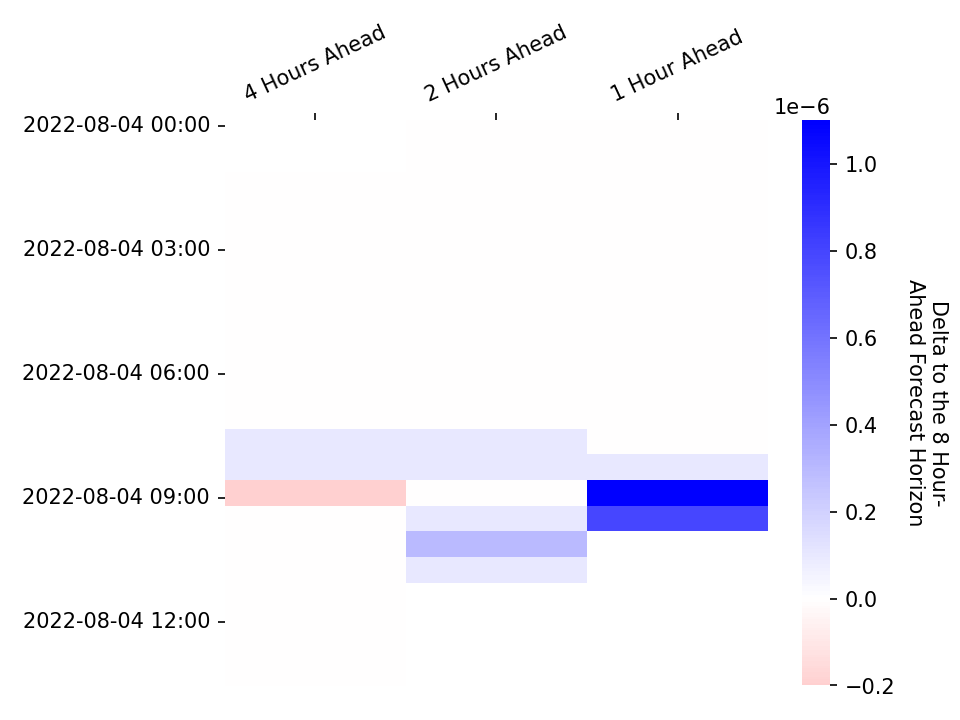 4 Hours Ahead
2 Hours Ahead
1 Hour Ahead
1e−6
2022-08-04 00:00
2022-08-04 03:00
2022-08-04 06:00
2022-08-04 09:00
2022-08-04 12:00
1.0
0.8
0.6
0.4
0.2
0.0
−0.2
Delta to the 8 Hour-
Ahead Forecast Horizon